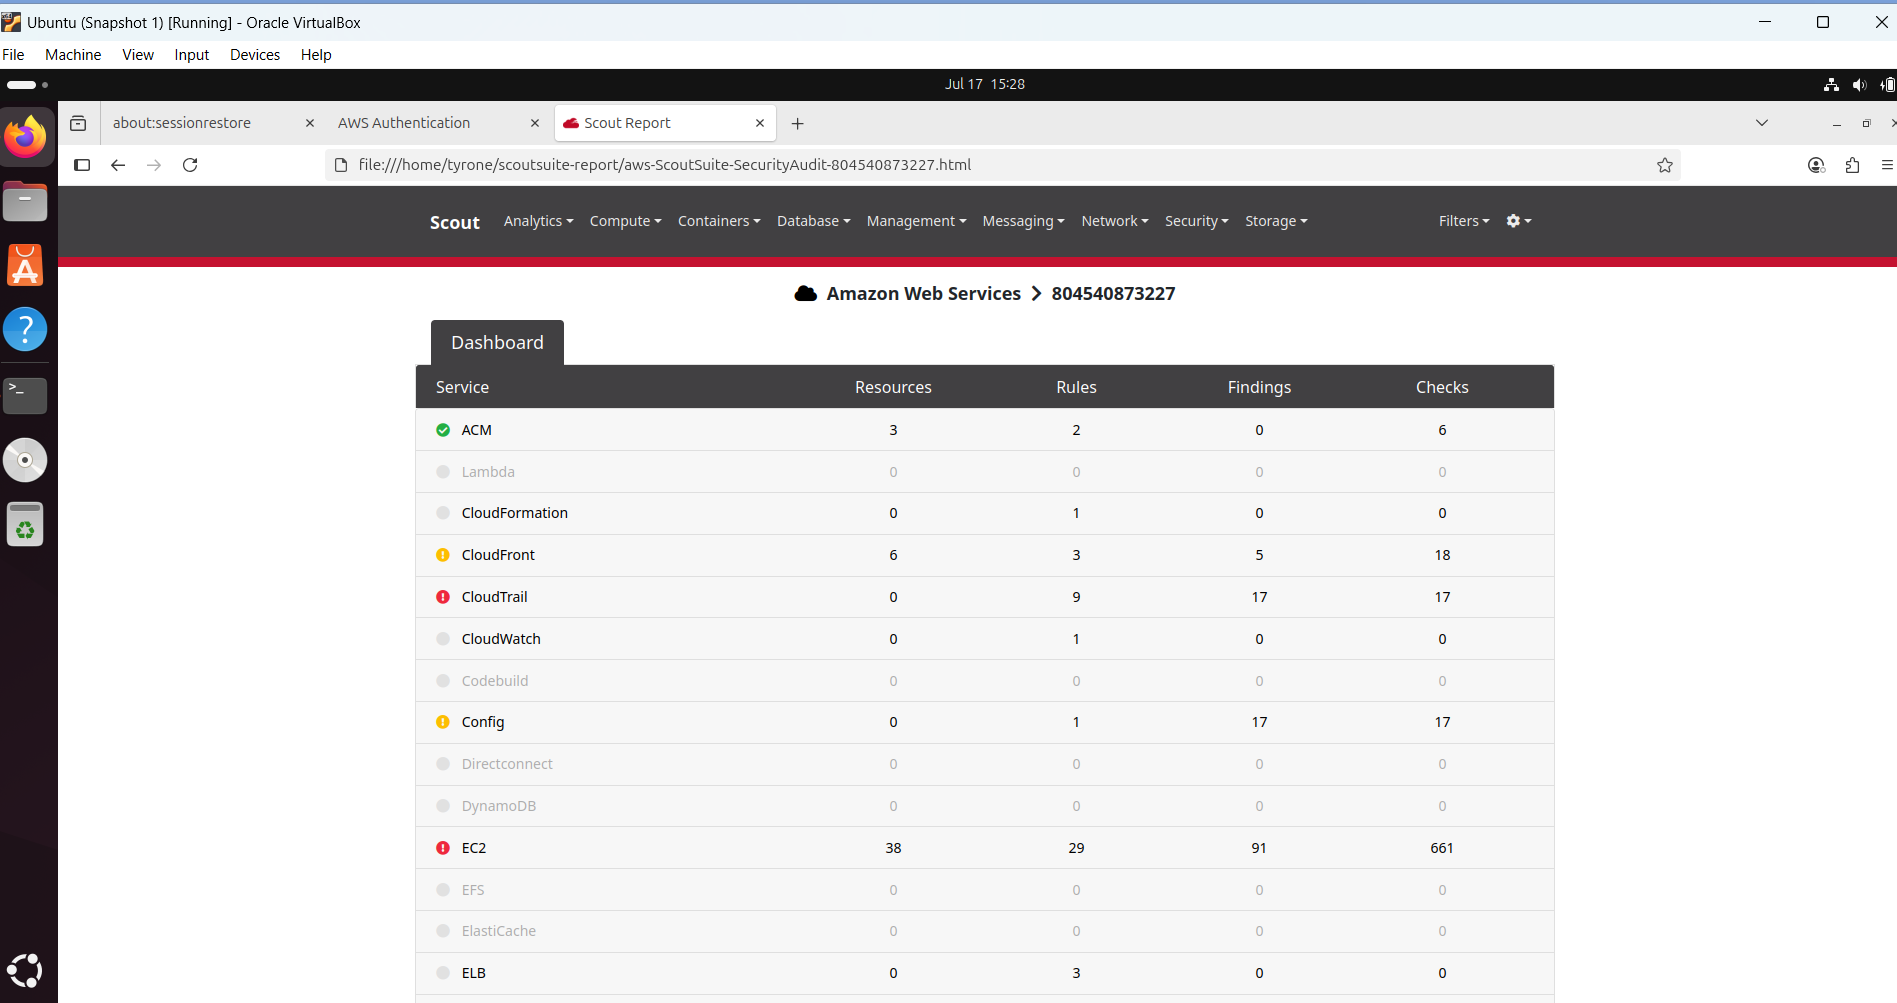 Ubuntu (Snapshot 1) [Running] - Oracle VirtualBox
File Machine View Input Devices Help
Jul 17 15:28
about:sessionrestore
AWS Authentication
Scout Report
file:///home/tyrone/scoutsuite-report/aws-ScoutSuite-SecurityAudit-804540873227.html
Scout Analytics Compute Containers Database Management Messaging Network Security Storage Filters
Amazon Web Services > 804540873227
Dashboard
Service Resources Rules Findings Checks
ACM 3 2 0 6
Lambda 0 0 0 0
CloudFormation 0 1 0 0
CloudFront 6 3 5 18
CloudTrail 0 9 17 17
CloudWatch 0 1 0 0
Codebuild 0 0 0 0
Config 0 1 17 17
Directconnect 0 0 0 0
DynamoDB 0 0 0 0
EC2 38 29 91 661
EFS 0 0 0 0
ElastiCache 0 0 0 0
ELB 0 3 0 0